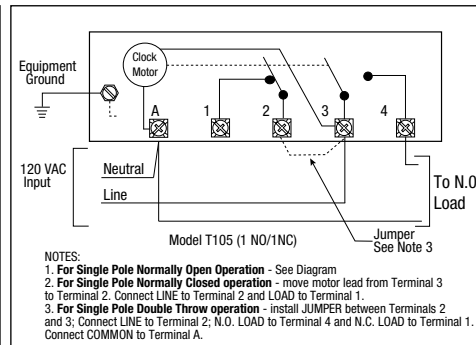 Equipment
Ground
Clock
Motor
A
1
2
3
4
120 VAC
Input
Neutral
Line
To N.O
Load
Jumper
See Note 3
Model T105 (1 NO/1NC)
NOTES:
1. For Single Pole Normally Open Operation - See Diagram
2. For Single Pole Normally Closed operation - move motor lead from Terminal 3
to Terminal 2. Connect LINE to Terminal 2 and LOAD to Terminal 1.
3. For Single Pole Double Throw operation - install JUMPER between Terminals 2
and 3; Connect LINE to Terminal 2; N.O. LOAD to Terminal 4 and N.C. LOAD to Terminal 1.
Connect COMMON to Terminal A.